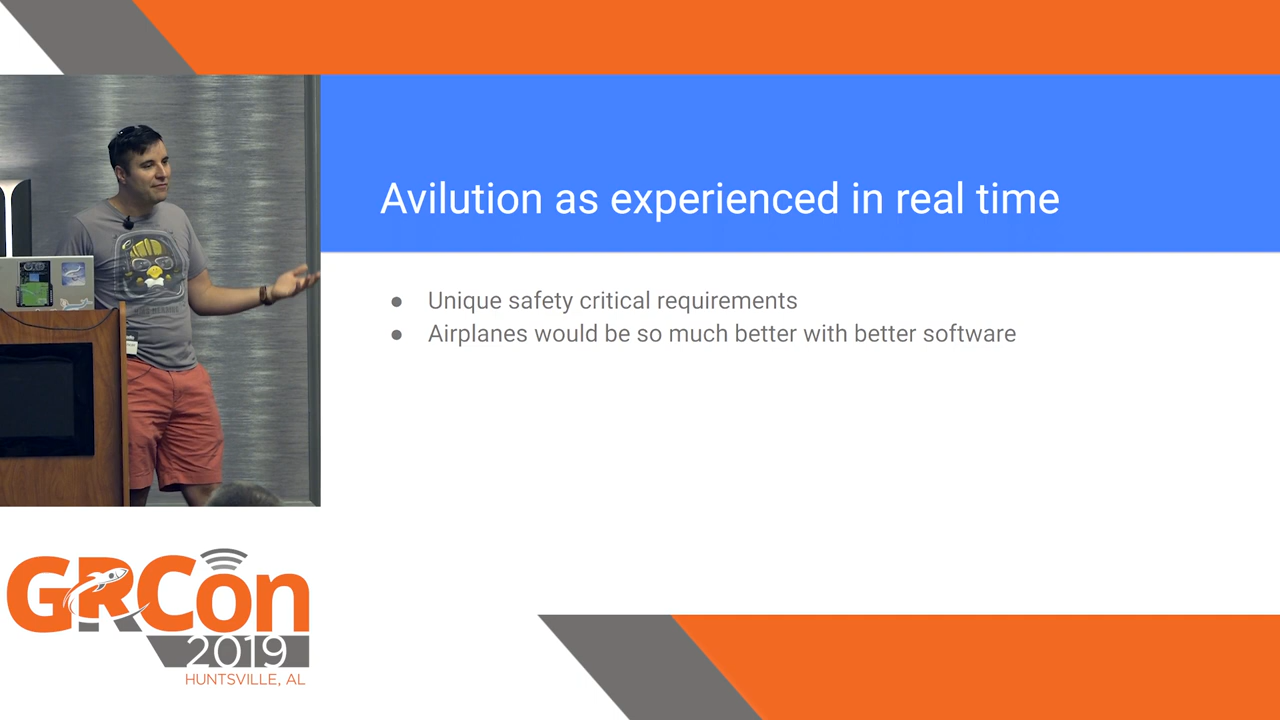 Avilution as experienced in real time
● Unique safety critical requirements
● Airplanes would be so much better with better software
GRCon
2019
HUNTSVILLE, AL